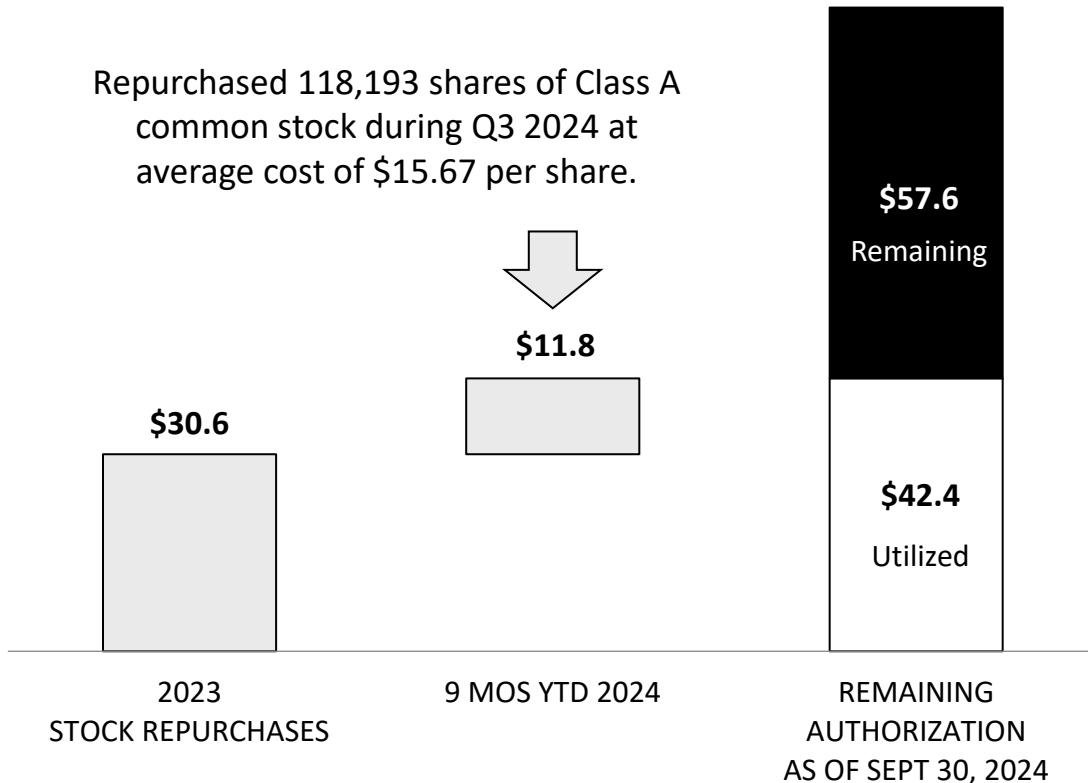 Repurchased 118,193 shares of Class A
common stock during Q3 2024 at
average cost of $15.67 per share.
$57.6
Remaining
$11.8
$30.6
$42.4
Utilized
2023
STOCK REPURCHASES
9 MOS YTD 2024
REMAINING
AUTHORIZATION
AS OF SEPT 30, 2024